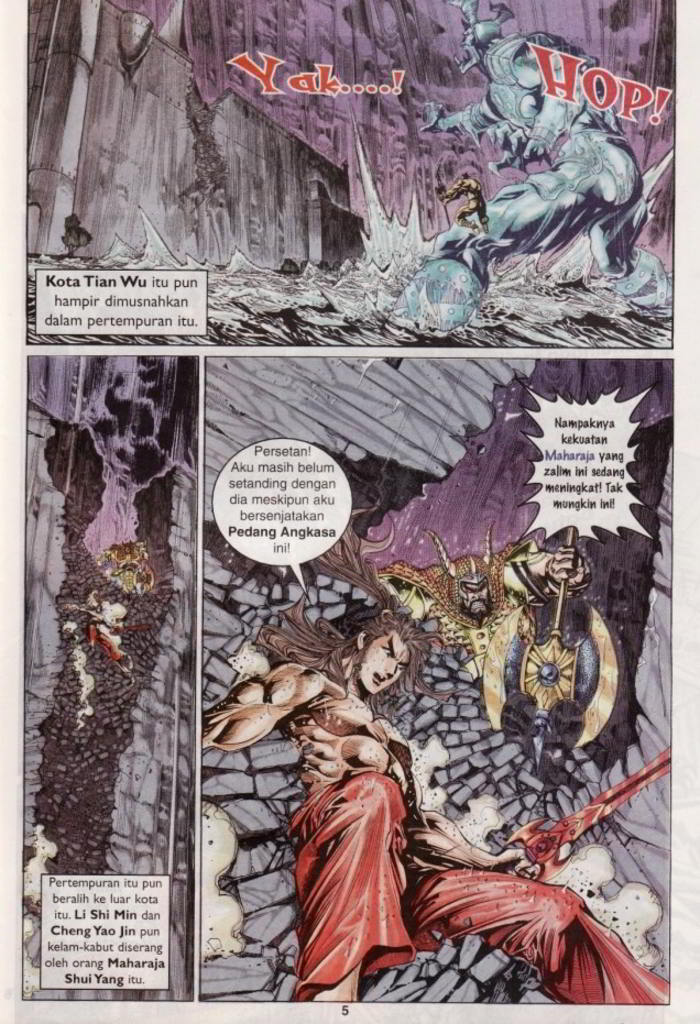 Yak....!
HOP!
Kota Tian Wu itu pun
hampir dimusnahkan
dalam pertempuran itu.
Persetan!
Aku masih belum
setanding dengan
dia meskipun aku
bersenjatakan
Pedang Angkasa
ini!
Nampaknya
kekuatan
Maharaja yang
zalim ini sedang
meningkat! Tak
mungkin ini!
Pertempuran itu pun
beralih ke luar kota
itu. Li Shi Min dan
Cheng Yao Jin pun
kelam-kabut diserang
oleh orang Maharaja
Shui Yang itu.
5